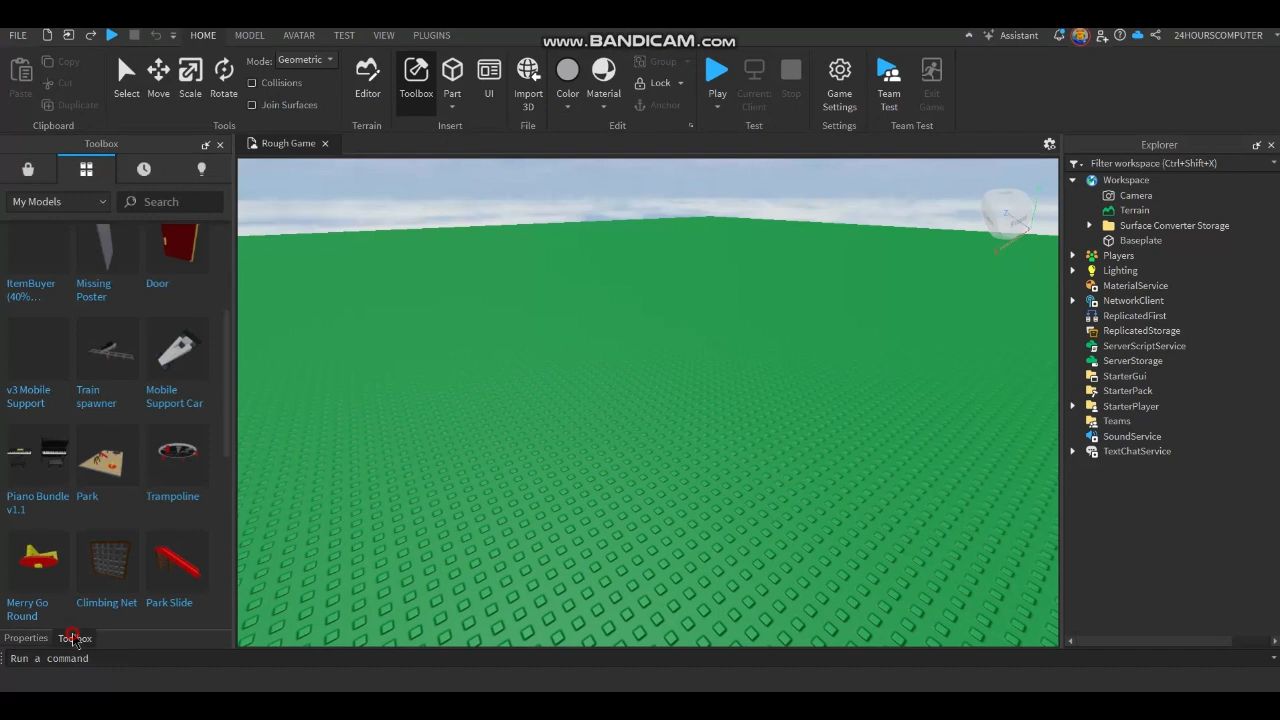 www.BANDICAM.com
FILE HOME MODEL AVATAR TEST VIEW PLUGINS Assistant 24HOURSCOMPUTER
Paste
Copy
Cut
Duplicate
Clipboard
Select Move Scale Rotate
Mode: Geometric
Collisions
Join Surfaces
Tools
Editor
Terrain
Toolbox Part UI
Insert
Import
3D
File
Color Material
Group
Lock
Anchor
Edit
Play
Current:
Client
Stop
Test
Game
Settings
Settings
Team
Test
Exit
Game
Team Test
Toolbox
My Models
Search
ItemBuyer
(40%...
Missing
Poster
Door
v3 Mobile
Support
Train
spawner
Mobile
Support Car
Piano Bundle
v1.1
Park
Trampoline
Merry Go
Round
Climbing Net
Park Slide
Properties
Run a command
Rough Game
Explorer
Filter workspace (Ctrl+Shift+X)
Workspace
Camera
Terrain
Surface Converter Storage
Baseplate
Players
Lighting
MaterialService
NetworkClient
ReplicatedFirst
ReplicatedStorage
ServerScriptService
ServerStorage
StarterGui
StarterPack
StarterPlayer
Teams
SoundService
TextChatService